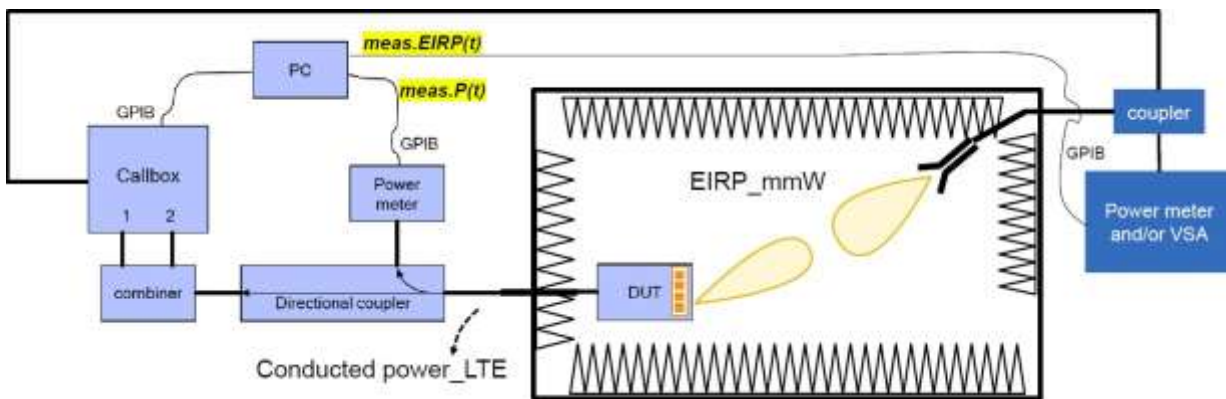 meas.EIRP(t)
PC
meas.P(t)
GPIB
coupler
GPIB
GPIB
Callbox
1 2
Power
meter
EIRP_mmW
Power meter
and/or VSA
combiner
Directional coupler
DUT
Conducted power_LTE